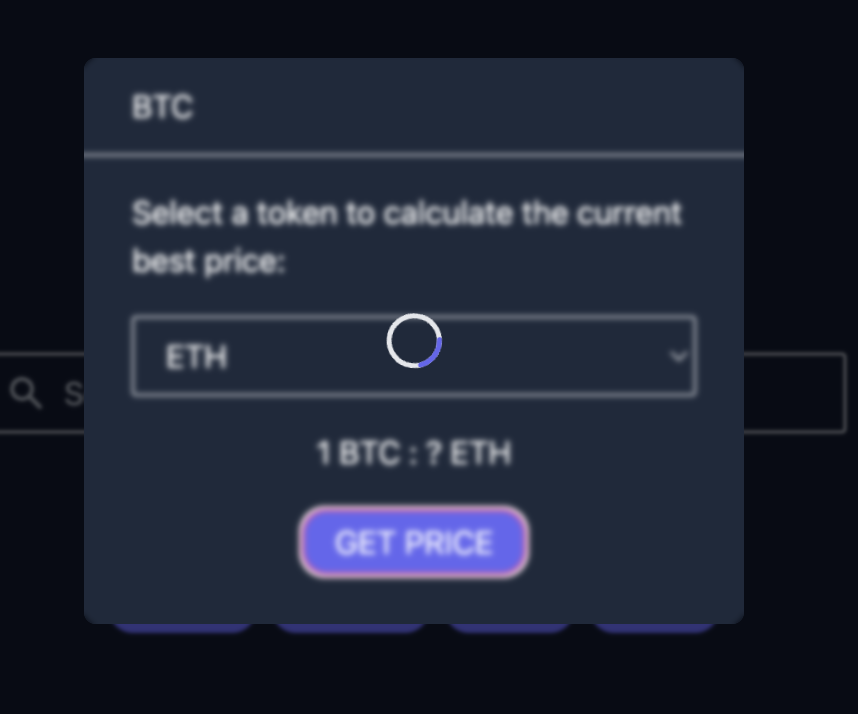 BTC
Select a token to calculate the current
best price:
S
ETH
1 BTC : ? ETH
GET PRICE